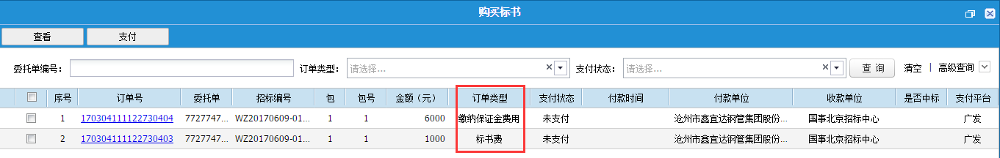 购买标书
查看 支付
委托单编号： 订单类型： 请选择... 支付状态： 请选择... 查 询 清空 | 高级查询
序号 订单号 委托单 招标编号 包 包号 金额（元） 订单类型 支付状态 付款时间 付款单位 收款单位 是否中标 支付平台
1 170304111122730404 7727747... WZ20170609-01... 1 1 6000 缴纳保证金费用 未支付 沧州市鑫宜达钢管集团股份... 国事北京招标中心 广发
2 170304111122730403 7727747... WZ20170609-01... 1 1 1000 标书费 未支付 沧州市鑫宜达钢管集团股份... 国事北京招标中心 广发